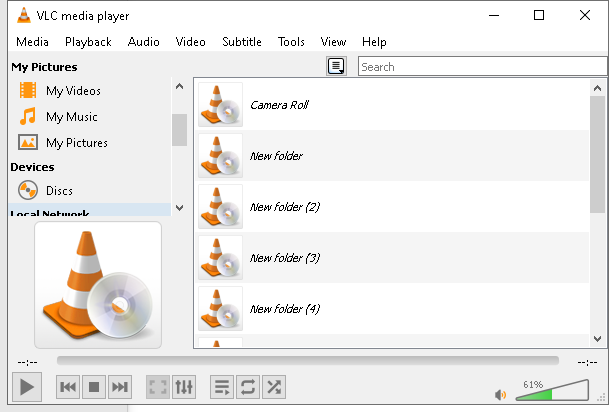 VLC media player
Media Playback Audio Video Subtitle Tools View Help
My Pictures
Search
My Videos
My Music
My Pictures
Devices
Discs
Local Network
Camera Roll
New folder
New folder (2)
New folder (3)
New folder (4)
--:-- --:--
61%